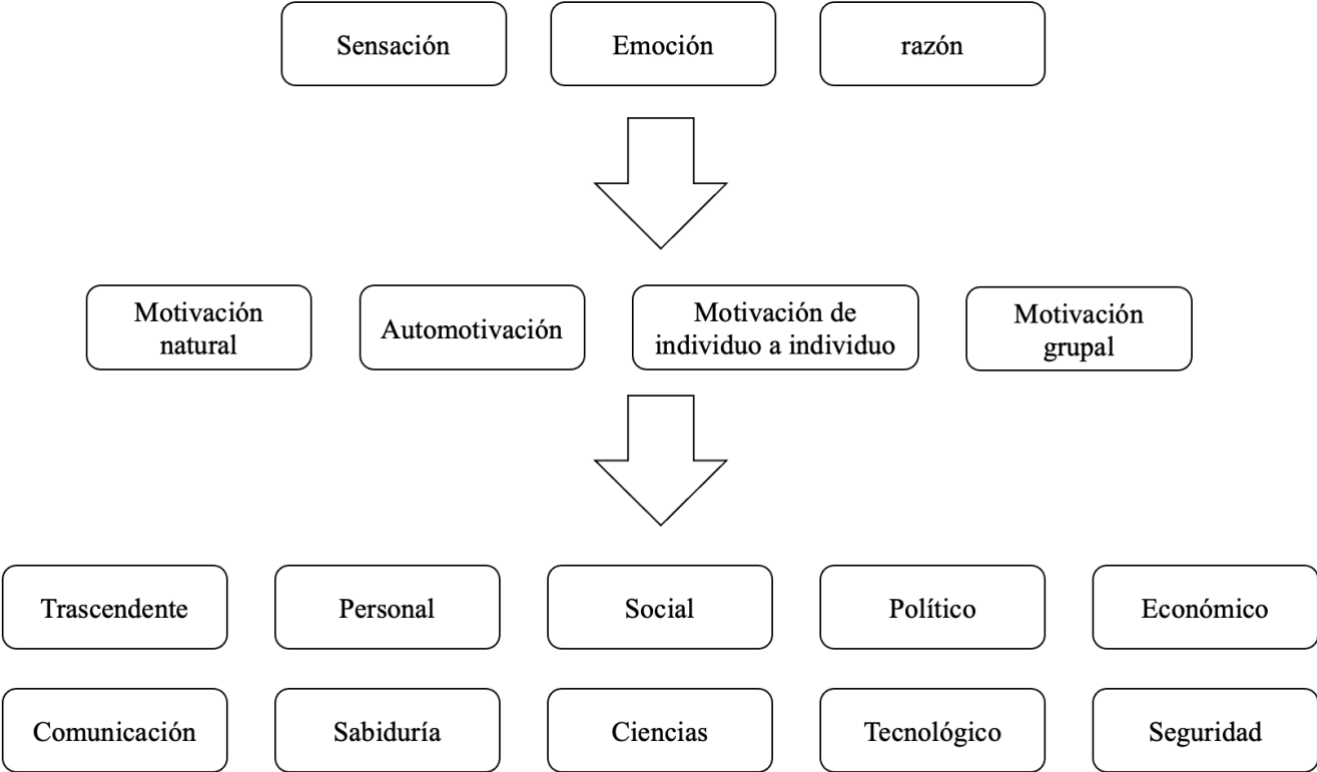 Sensación
Emoción
razón
Motivación
natural
Automotivación
Motivación de
individuo a individuo
Motivación
grupal
Trascendente
Personal
Social
Político
Económico
Comunicación
Sabiduría
Ciencias
Tecnológico
Seguridad